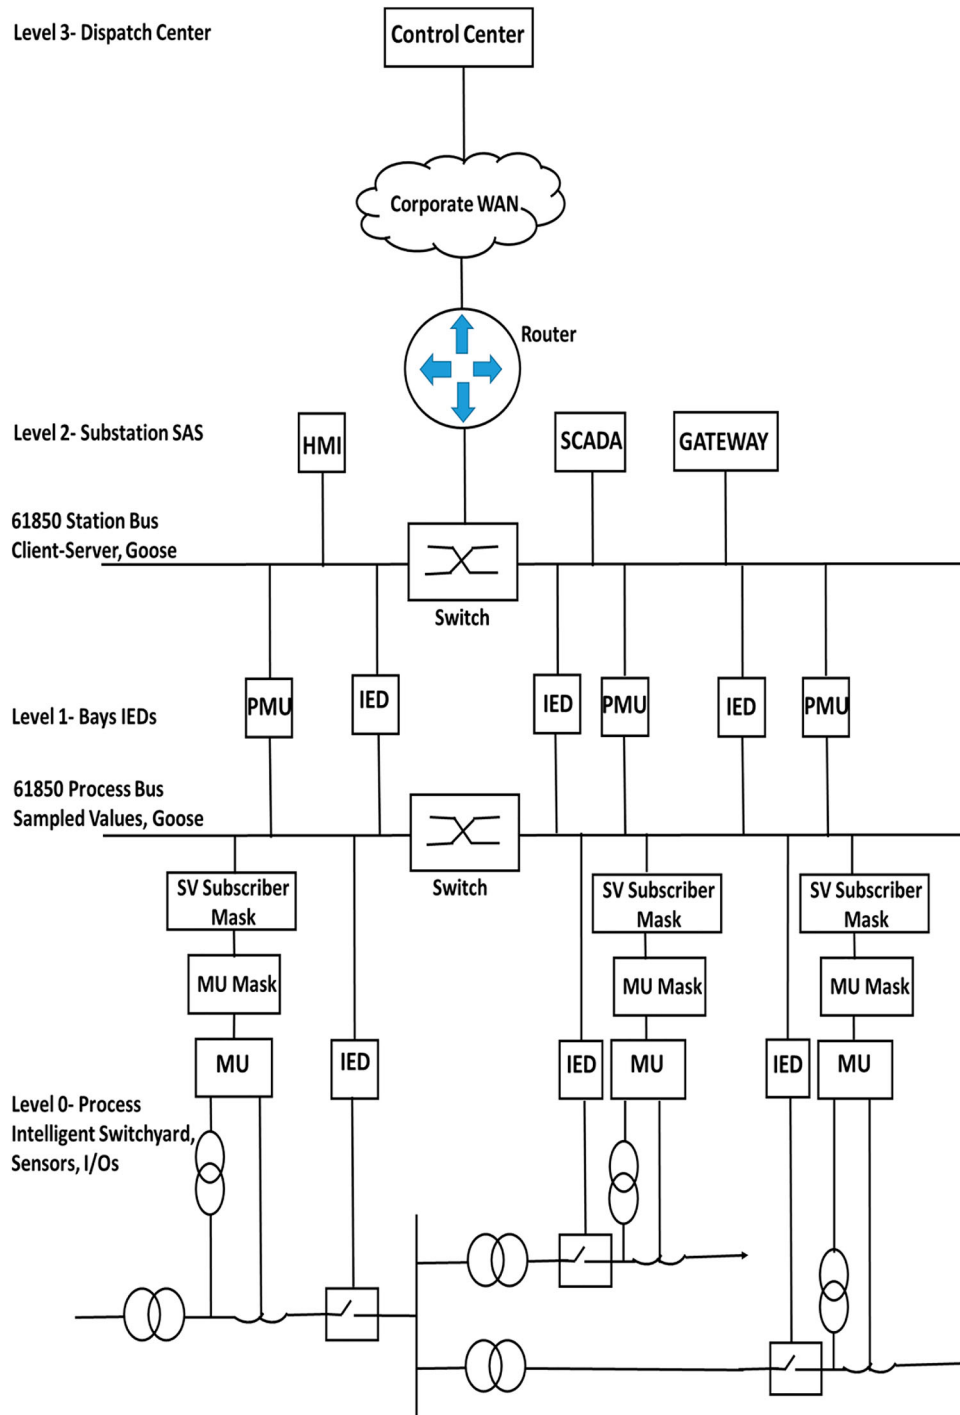 Level 3- Dispatch Center
Control Center
Corporate WAN
Router
Level 2- Substation SAS
HMI
SCADA
GATEWAY
61850 Station Bus
Client-Server, Goose
Switch
Level 1- Bays IEDs
PMU
IED
IED
PMU
IED
PMU
61850 Process Bus
Sampled Values, Goose
Switch
SV Subscriber
Mask
SV Subscriber
Mask
SV Subscriber
Mask
MU Mask
MU Mask
MU Mask
MU
IED
IED
MU
IED
MU
Level 0- Process
Intelligent Switchyard,
Sensors, I/Os